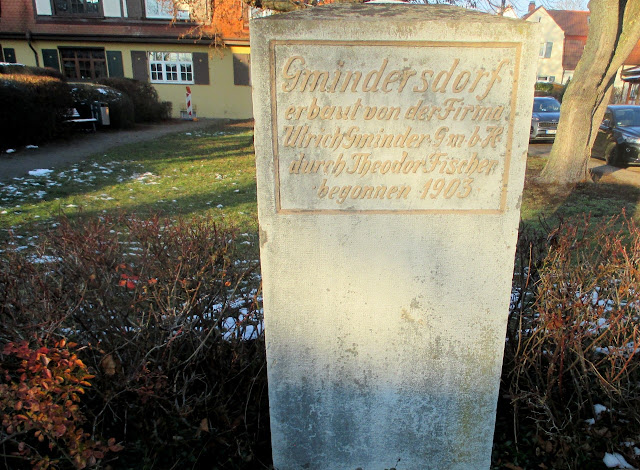 Gmindersdorf
erbaut von der Firma
Ulrich Gminder G.m.b.H
durch Theodor Fischer
begonnen 1903